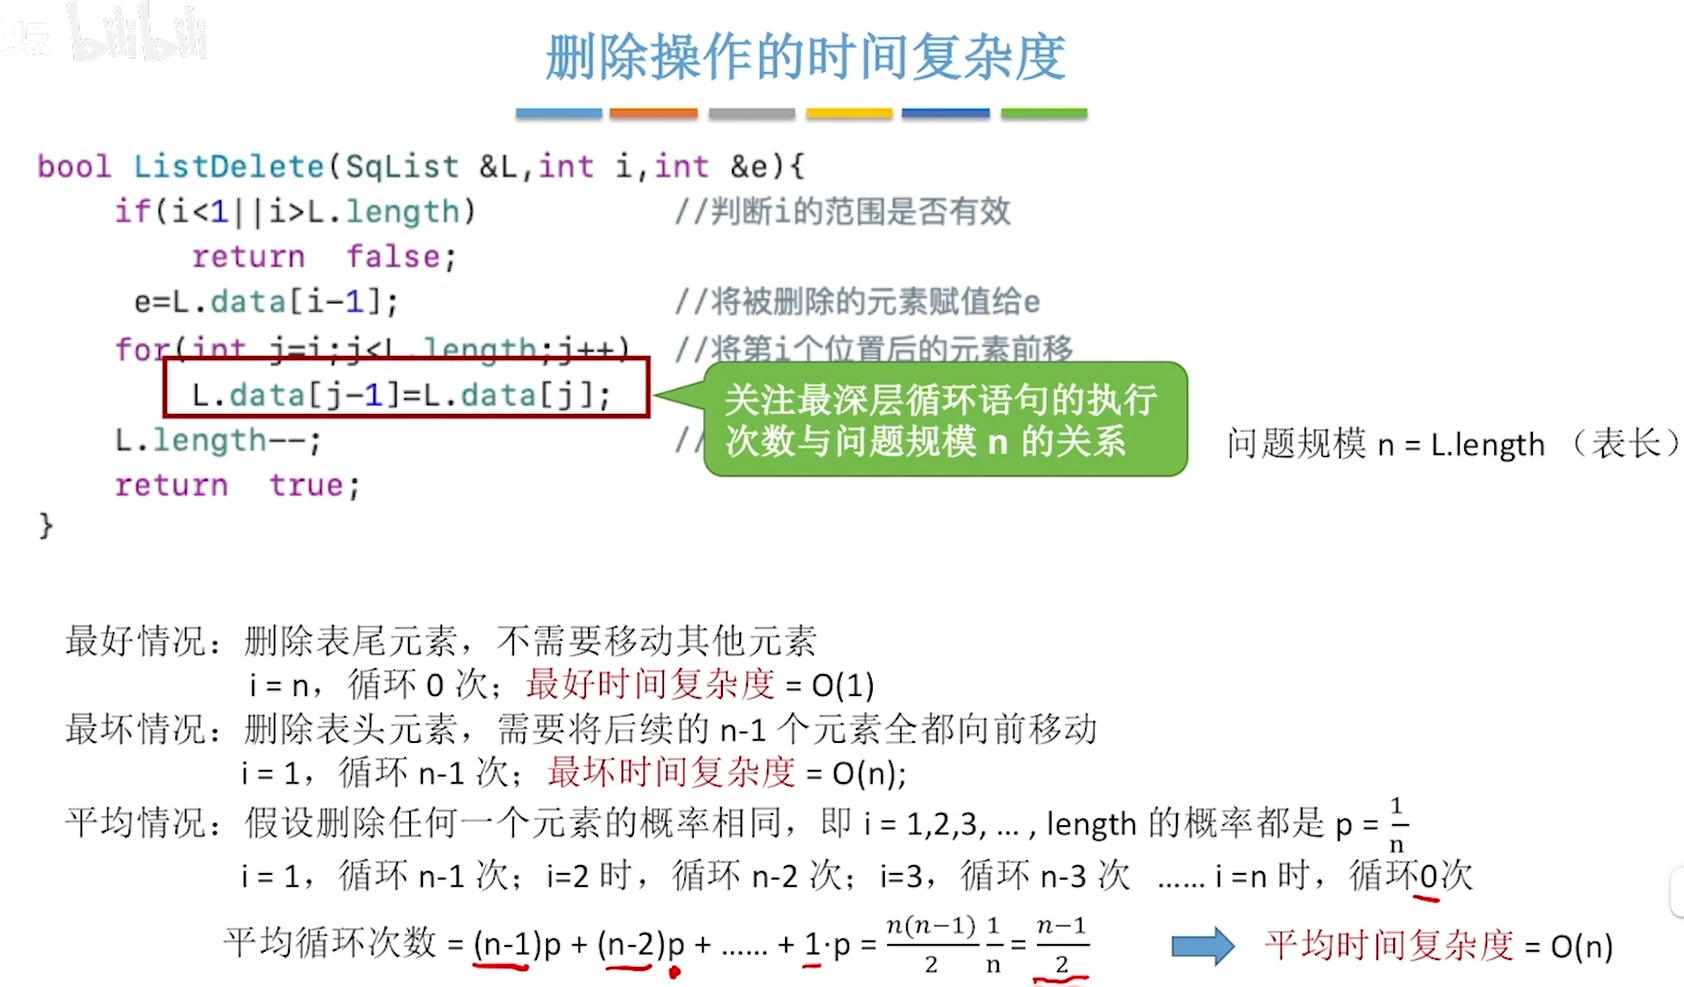 bilibili
删除操作的时间复杂度
bool ListDelete(SqList &L,int i,int &e){
if(i<1||i>L.length) //判断i的范围是否有效
return false;
e=L.data[i-1]; //将被删除的元素赋值给e
for(int j=i;j<L.length;j++) //将第i个位置后的元素前移
L.data[j-1]=L.data[j];
关注最深层循环语句的执行
次数与问题规模 n 的关系
L.length--; //
问题规模 n = L.length （表长）
return true;
}
最好情况：删除表尾元素，不需要移动其他元素
i = n，循环 0 次；最好时间复杂度 = O(1)
最坏情况：删除表头元素，需要将后续的 n-1 个元素全都向前移动
i = 1，循环 n-1 次；最坏时间复杂度 = O(n);
平均情况：假设删除任何一个元素的概率相同，即 i = 1,2,3, ... , length 的概率都是 p = 1/n
i = 1，循环 n-1 次；i=2 时，循环 n-2 次；i=3，循环 n-3 次 …… i =n 时，循环0次
平均循环次数 = (n-1)p + (n-2)p + …… + 1·p = n(n−1)/2 1/n = n−1/2 平均时间复杂度 = O(n)